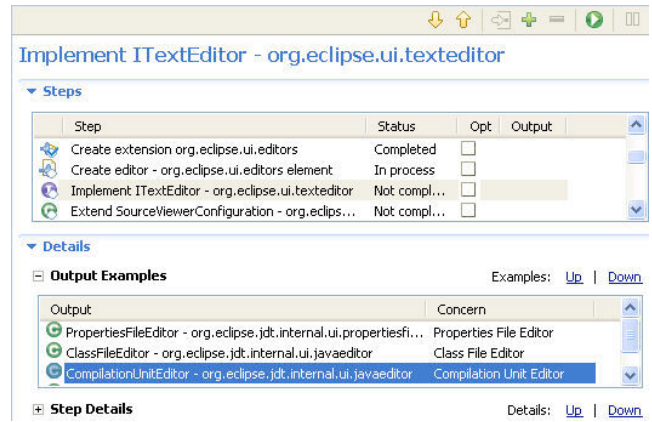 Implement ITextEditor - org.eclipse.ui.texteditor
Steps
Step Status Opt Output
Create extension org.eclipse.ui.editors Completed
Create editor - org.eclipse.ui.editors element In process
Implement ITextEditor - org.eclipse.ui.texteditor Not compl...
Extend SourceViewerConfiguration - org.eclips... Not compl...
Details
Output Examples Examples: Up | Down
Output Concern
PropertiesFileEditor - org.eclipse.jdt.internal.ui.propertiesfi... Properties File Editor
ClassFileEditor - org.eclipse.jdt.internal.ui.javaeditor Class File Editor
CompilationUnitEditor - org.eclipse.jdt.internal.ui.javaeditor Compilation Unit Editor
Step Details Details: Up | Down